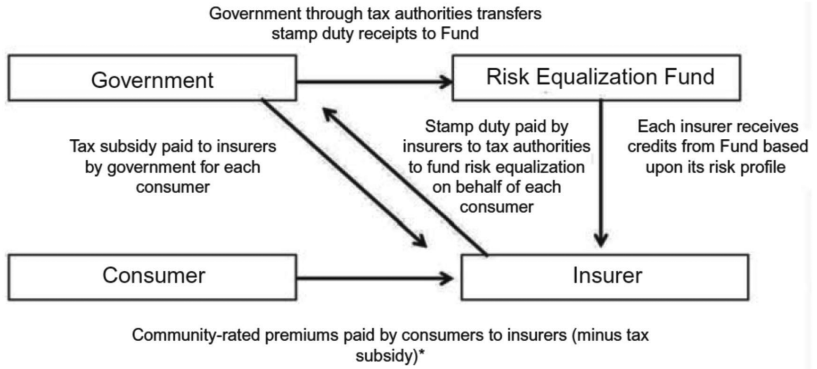 Government through tax authorities transfers
stamp duty receipts to Fund
Government
Risk Equalization Fund
Tax subsidy paid to insurers
by government for each
consumer
Stamp duty paid by
insurers to tax authorities
to fund risk equalization
on behalf of each
consumer
Each insurer receives
credits from Fund based
upon its risk profile
Consumer
Insurer
Community-rated premiums paid by consumers to insurers (minus tax
subsidy)*